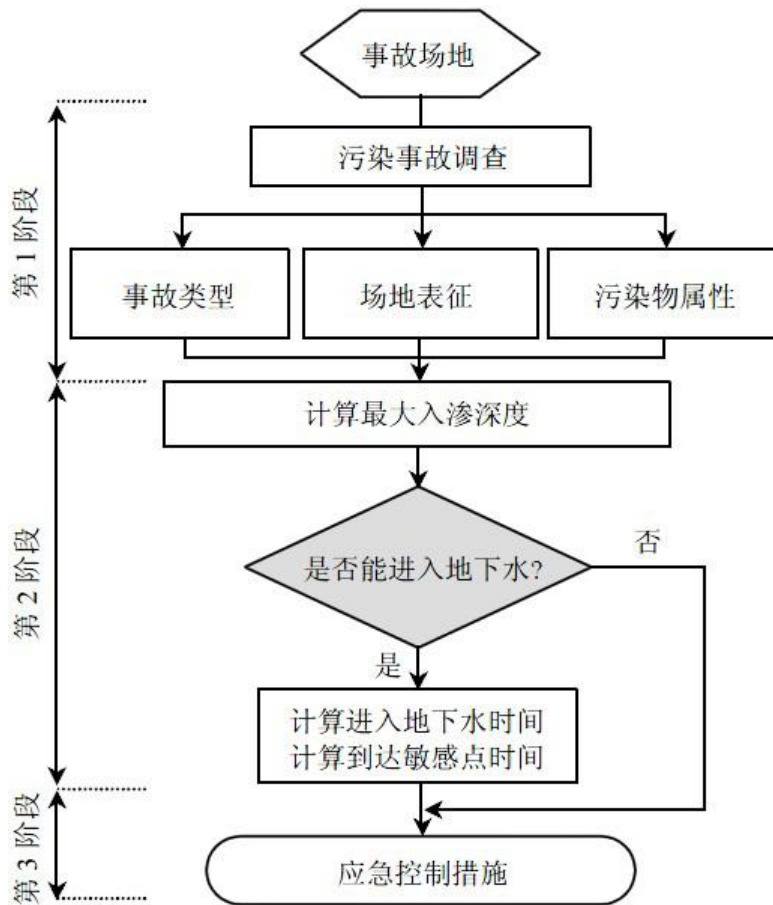 事故场地
污染事故调查
第1阶段
事故类型
场地表征
污染物属性
计算最大入渗深度
第2阶段
是否能进入地下水?
否
是
计算进入地下水时间
计算到达敏感点时间
第3阶段
应急控制措施